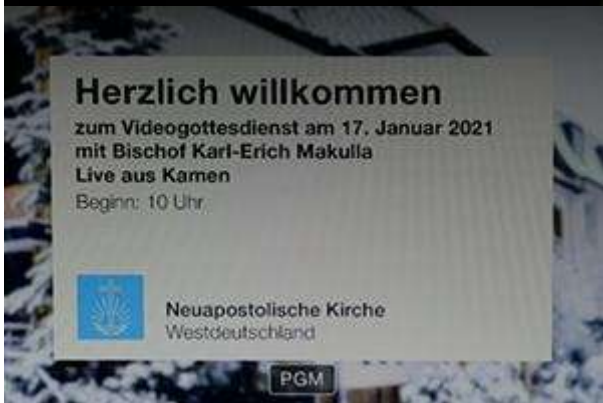 Herzlich willkommen
zum Videogottesdienst am 17. Januar 2021
mit Bischof Karl-Erich Makulla
Live aus Kamen
Beginn: 10 Uhr
Neuapostolische Kirche
Westdeutschland
PGM